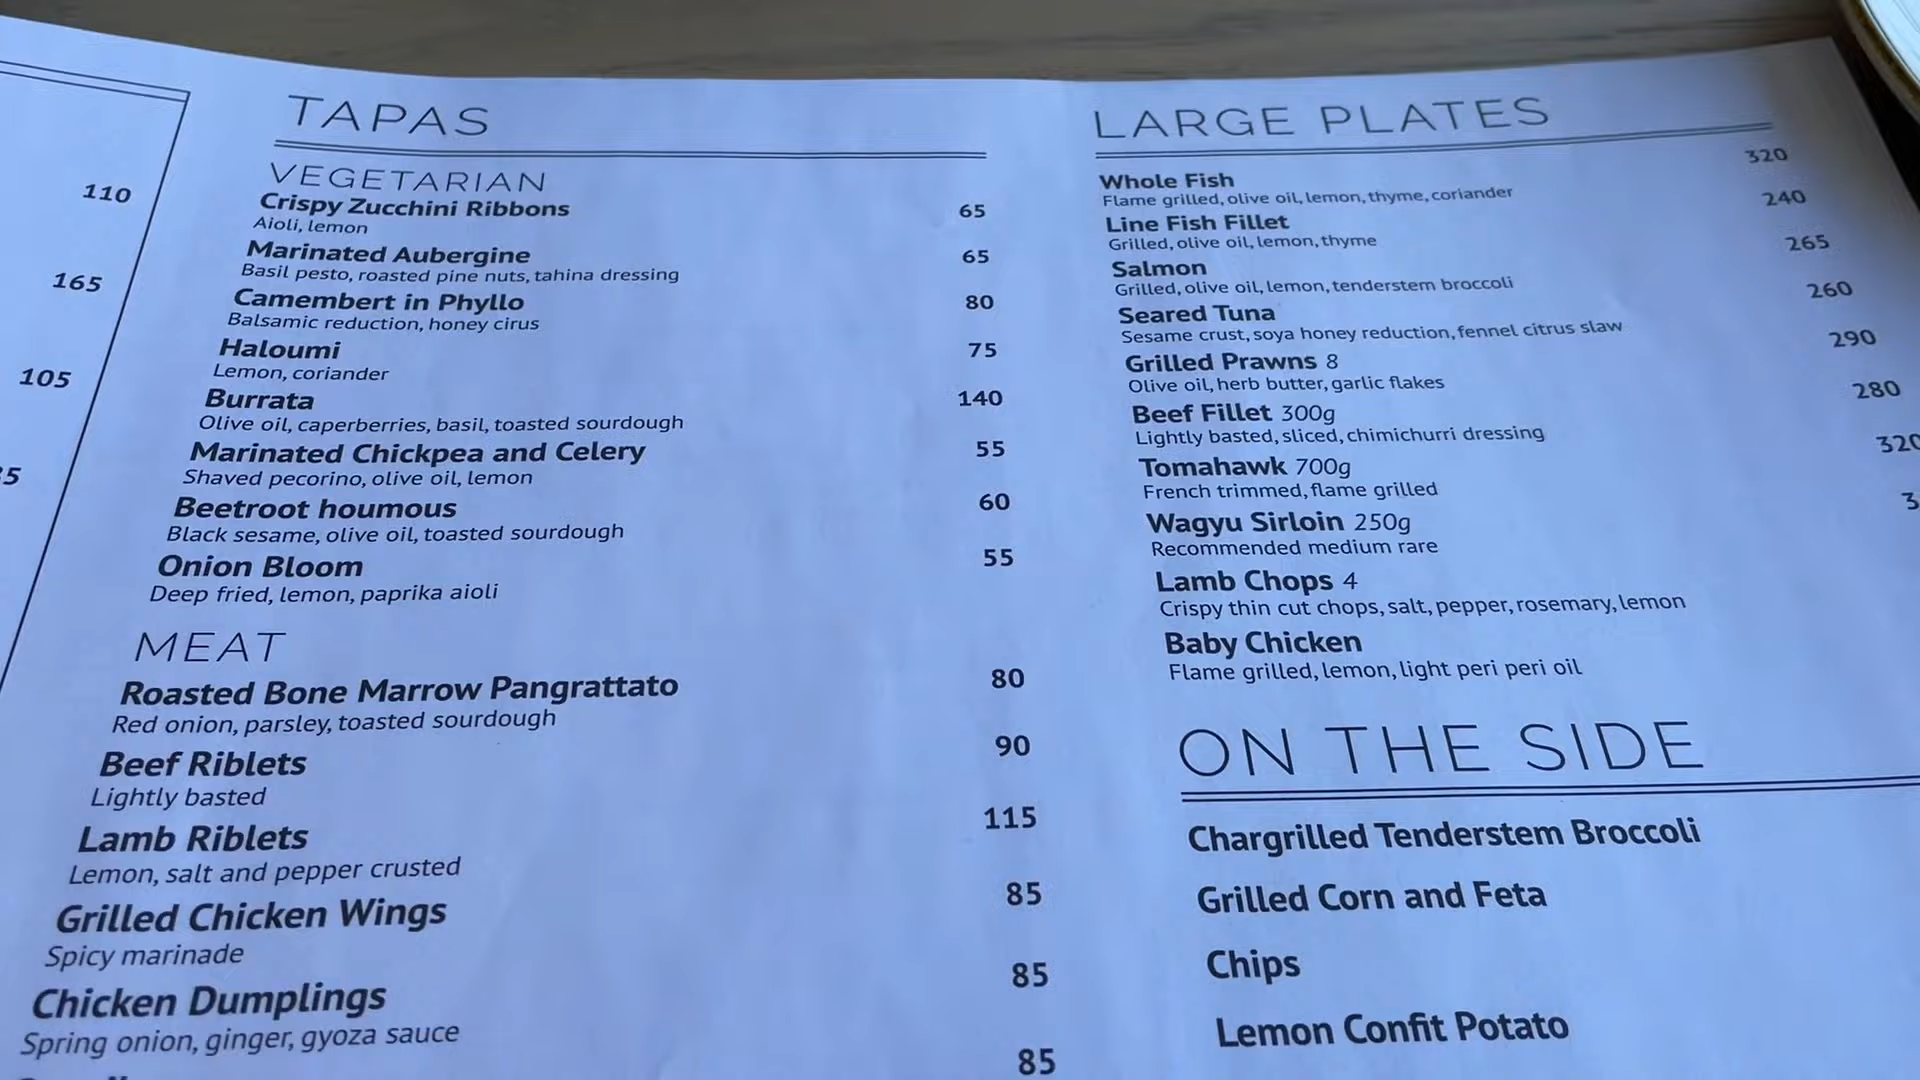 110
165
105
TAPAS
VEGETARIAN
Crispy Zucchini Ribbons 65
Aioli, lemon
Marinated Aubergine 65
Basil pesto, roasted pine nuts, tahina dressing
Camembert in Phyllo 80
Balsamic reduction, honey cirus
Haloumi 75
Lemon, coriander
Burrata 140
Olive oil, caperberries, basil, toasted sourdough
Marinated Chickpea and Celery 55
Shaved pecorino, olive oil, lemon
Beetroot houmous 60
Black sesame, olive oil, toasted sourdough
Onion Bloom 55
Deep fried, lemon, paprika aioli
MEAT
Roasted Bone Marrow Pangrattato 80
Red onion, parsley, toasted sourdough
Beef Riblets 90
Lightly basted
Lamb Riblets 115
Lemon, salt and pepper crusted
Grilled Chicken Wings 85
Spicy marinade
Chicken Dumplings 85
Spring onion, ginger, gyoza sauce
85
LARGE PLATES
Whole Fish 320
Flame grilled, olive oil, lemon, thyme, coriander
Line Fish Fillet 240
Grilled, olive oil, lemon, thyme
Salmon 265
Grilled, olive oil, lemon, tenderstem broccoli
Seared Tuna 260
Sesame crust, soya honey reduction, fennel citrus slaw
Grilled Prawns 8 290
Olive oil, herb butter, garlic flakes
Beef Fillet 300g 280
Lightly basted, sliced, chimichurri dressing
Tomahawk 700g 320
French trimmed, flame grilled
Wagyu Sirloin 250g
Recommended medium rare
Lamb Chops 4
Crispy thin cut chops, salt, pepper, rosemary, lemon
Baby Chicken
Flame grilled, lemon, light peri peri oil
ON THE SIDE
Chargrilled Tenderstem Broccoli
Grilled Corn and Feta
Chips
Lemon Confit Potato